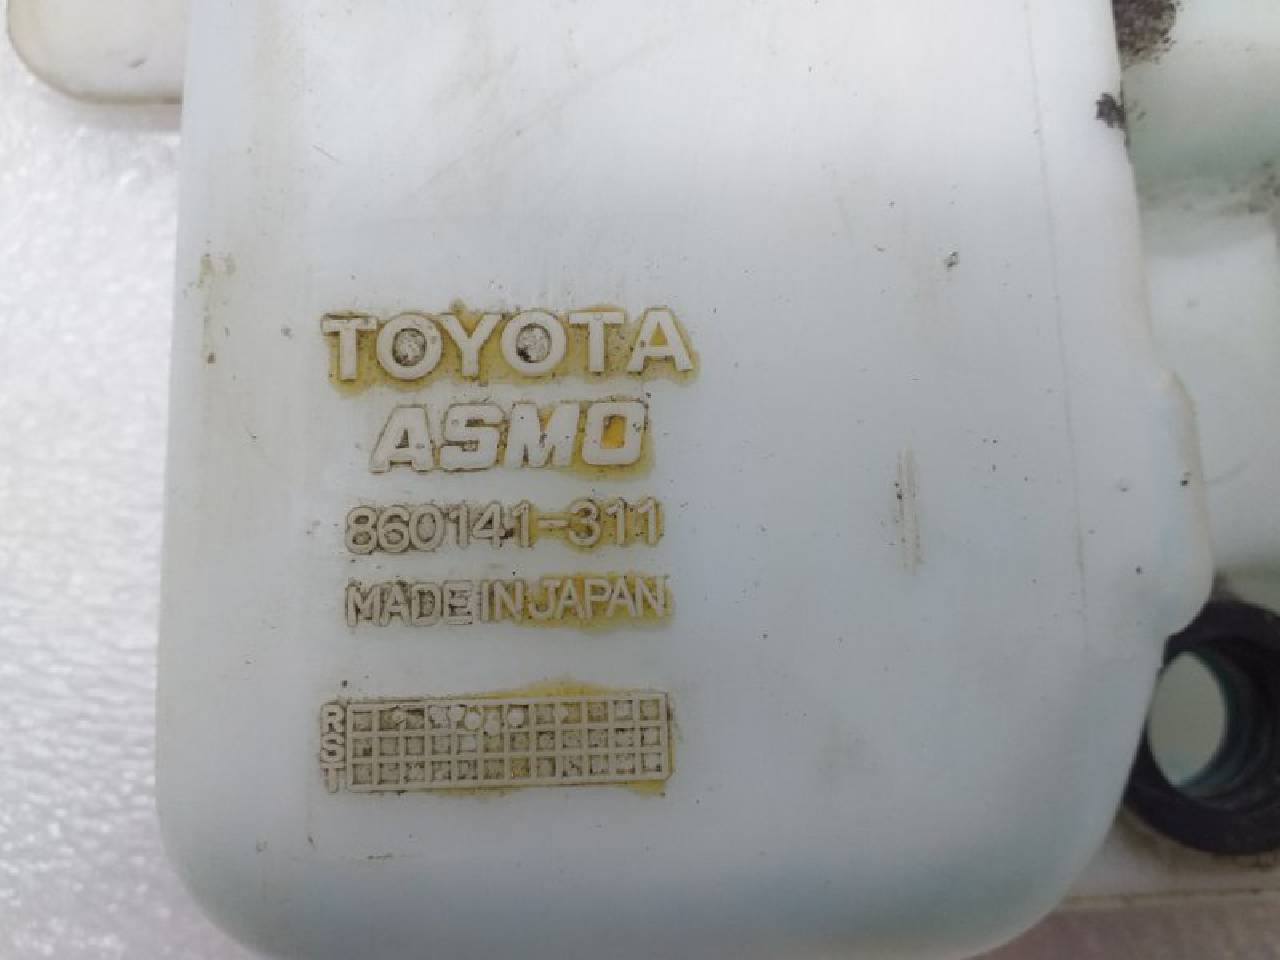 TOYOTA
ASMO
860141-311
MADE IN JAPAN
R
S
T